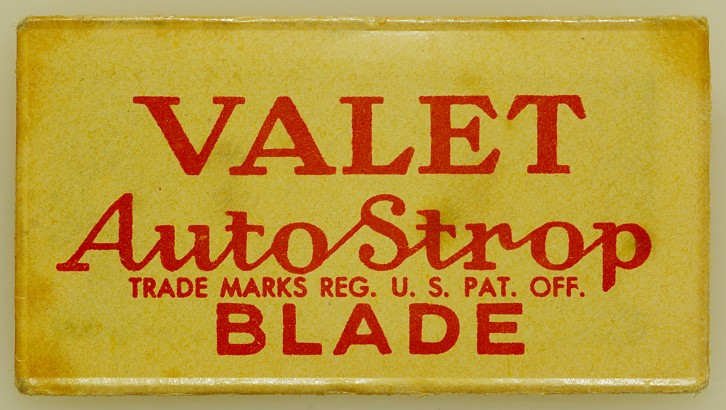 VALET
AutoStrop
TRADE MARKS REG. U. S. PAT. OFF.
BLADE